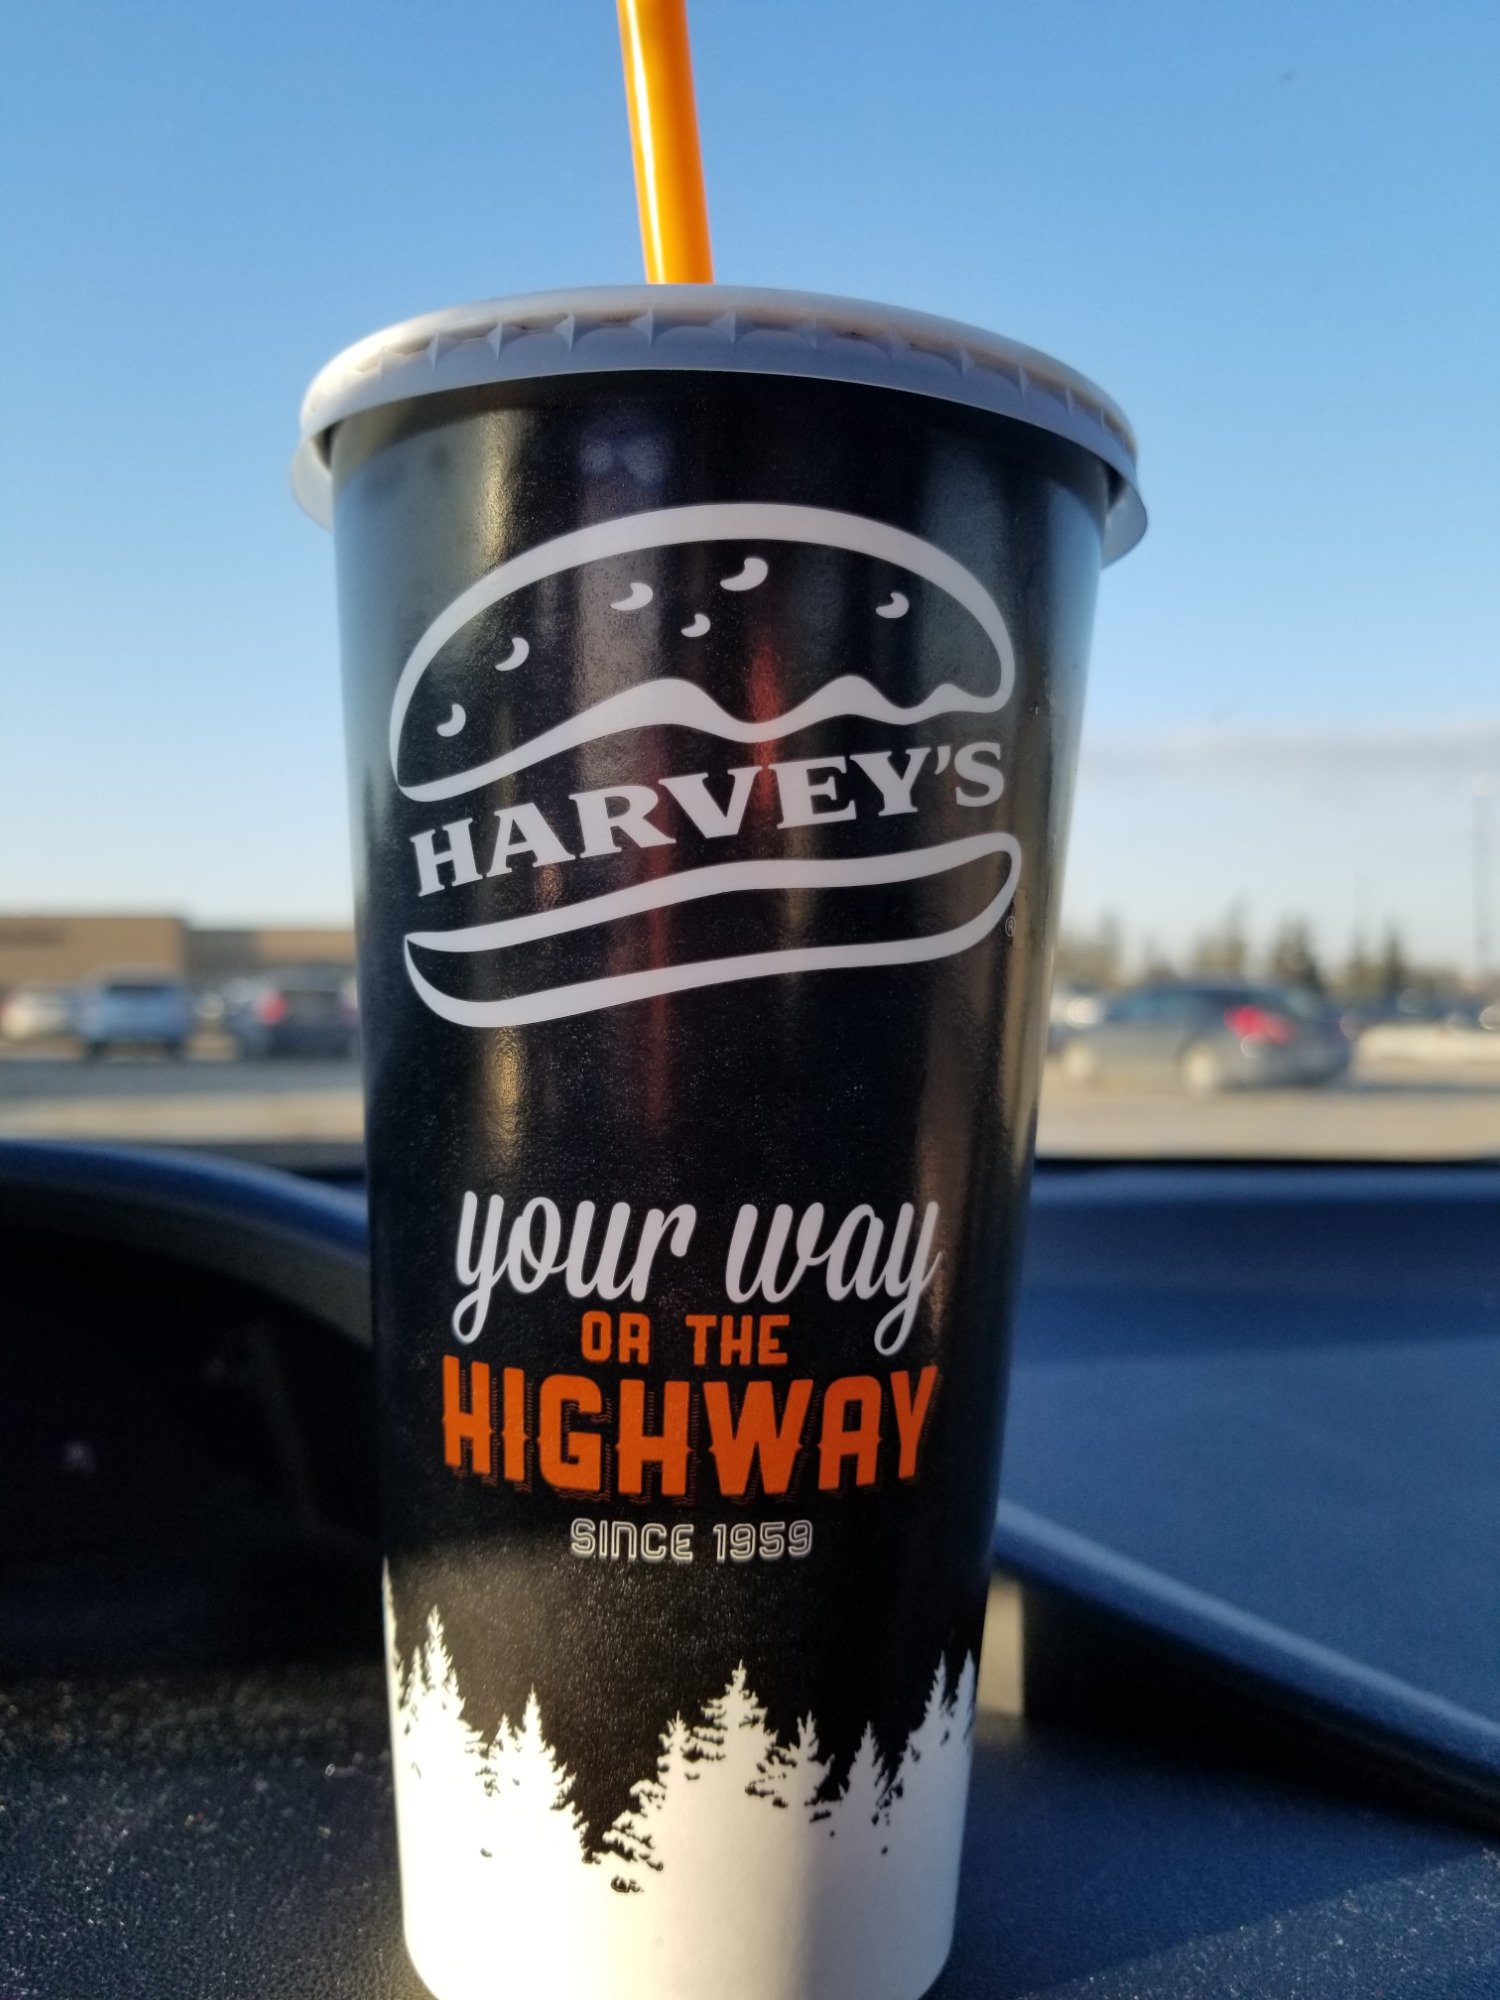 HARVEY'S
®
your way
OR THE
HIGHWAY
SINCE 1959